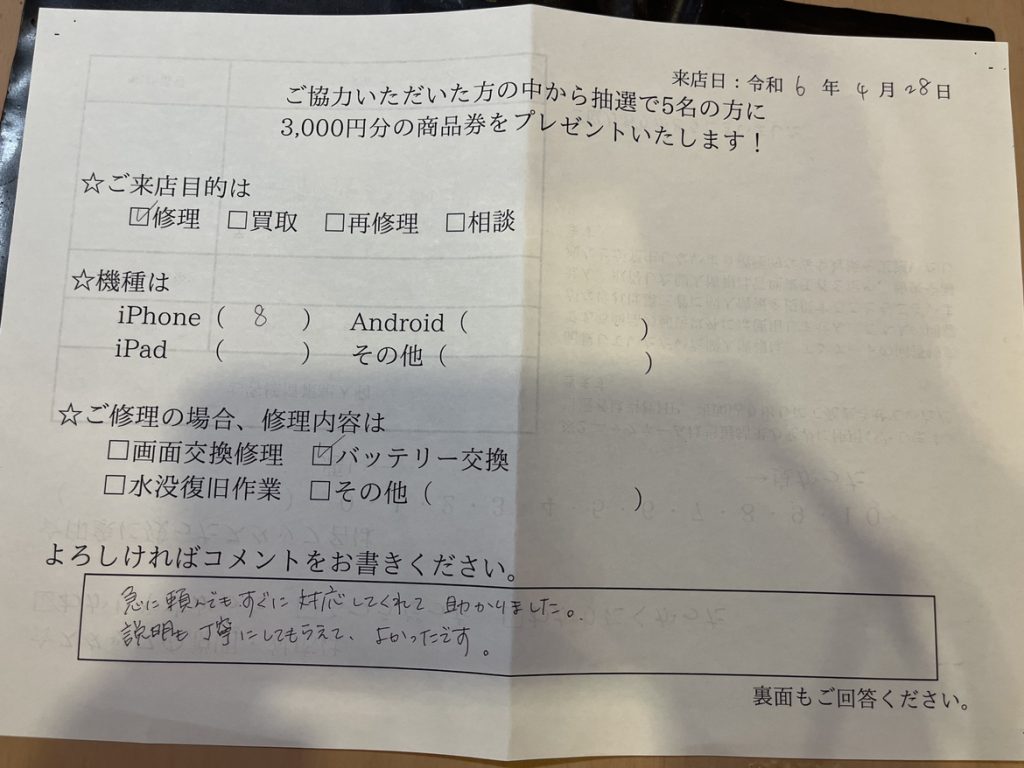 来店日：令和 6 年 4 月 28日
ご協力いただいた方の中から抽選で5名の方に
3,000円分の商品券をプレゼントいたします！
☆ご来店目的は
☑修理 □買取 □再修理 □相談
☆機種は
iPhone （ 8 ） Android（ ）
iPad （ ） その他（ ）
☆ご修理の場合、修理内容は
□画面交換修理 ☑バッテリー交換
□水没復旧作業 □その他（ ）
よろしければコメントをお書きください。
急に頼んでもすぐに対応してくれて助かりました。
説明も丁寧にしてもらえて、よかったです。
裏面もご回答ください。